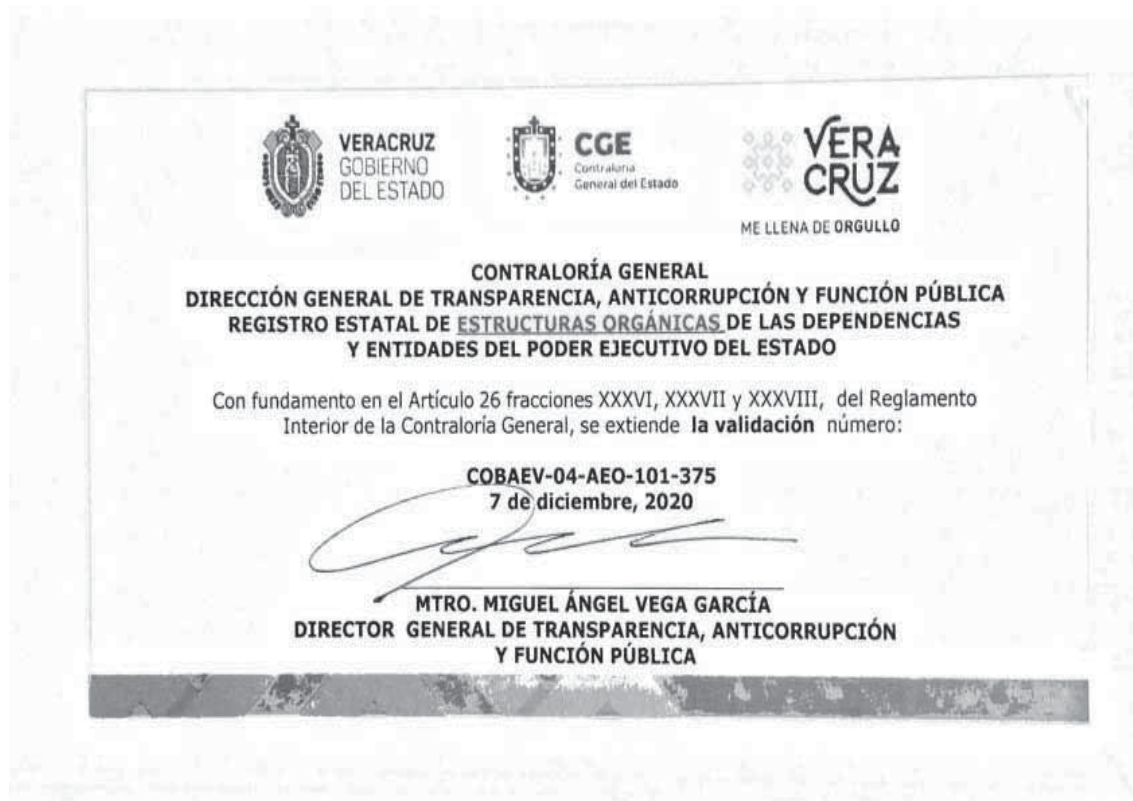 VERACRUZ
GOBIERNO
DEL ESTADO
CGE
Contraloría
General del Estado
VERA
CRUZ
ME LLENA DE ORGULLO
CONTRALORÍA GENERAL
DIRECCIÓN GENERAL DE TRANSPARENCIA, ANTICORRUPCIÓN Y FUNCIÓN PÚBLICA
REGISTRO ESTATAL DE ESTRUCTURAS ORGÁNICAS DE LAS DEPENDENCIAS
Y ENTIDADES DEL PODER EJECUTIVO DEL ESTADO
Con fundamento en el Artículo 26 fracciones XXXVI, XXXVII y XXXVIII, del Reglamento
Interior de la Contraloría General, se extiende la validación número:
COBAEV-04-AEO-101-375
7 de diciembre, 2020
MTRO. MIGUEL ÁNGEL VEGA GARCÍA
DIRECTOR GENERAL DE TRANSPARENCIA, ANTICORRUPCIÓN
Y FUNCIÓN PÚBLICA